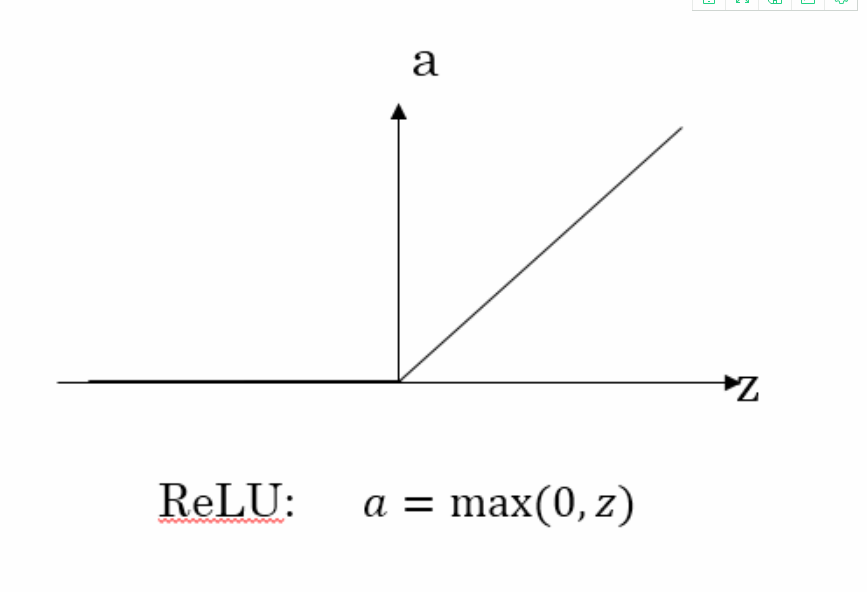 a
z
ReLU: a = max(0, z)